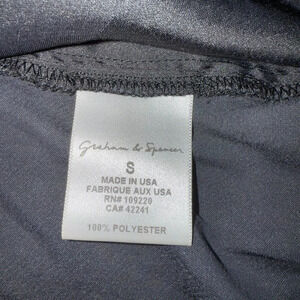 Graham & Spencer
S
MADE IN USA
FABRIQUE AUX USA
RN# 109220
CA# 42241
100% POLYESTER